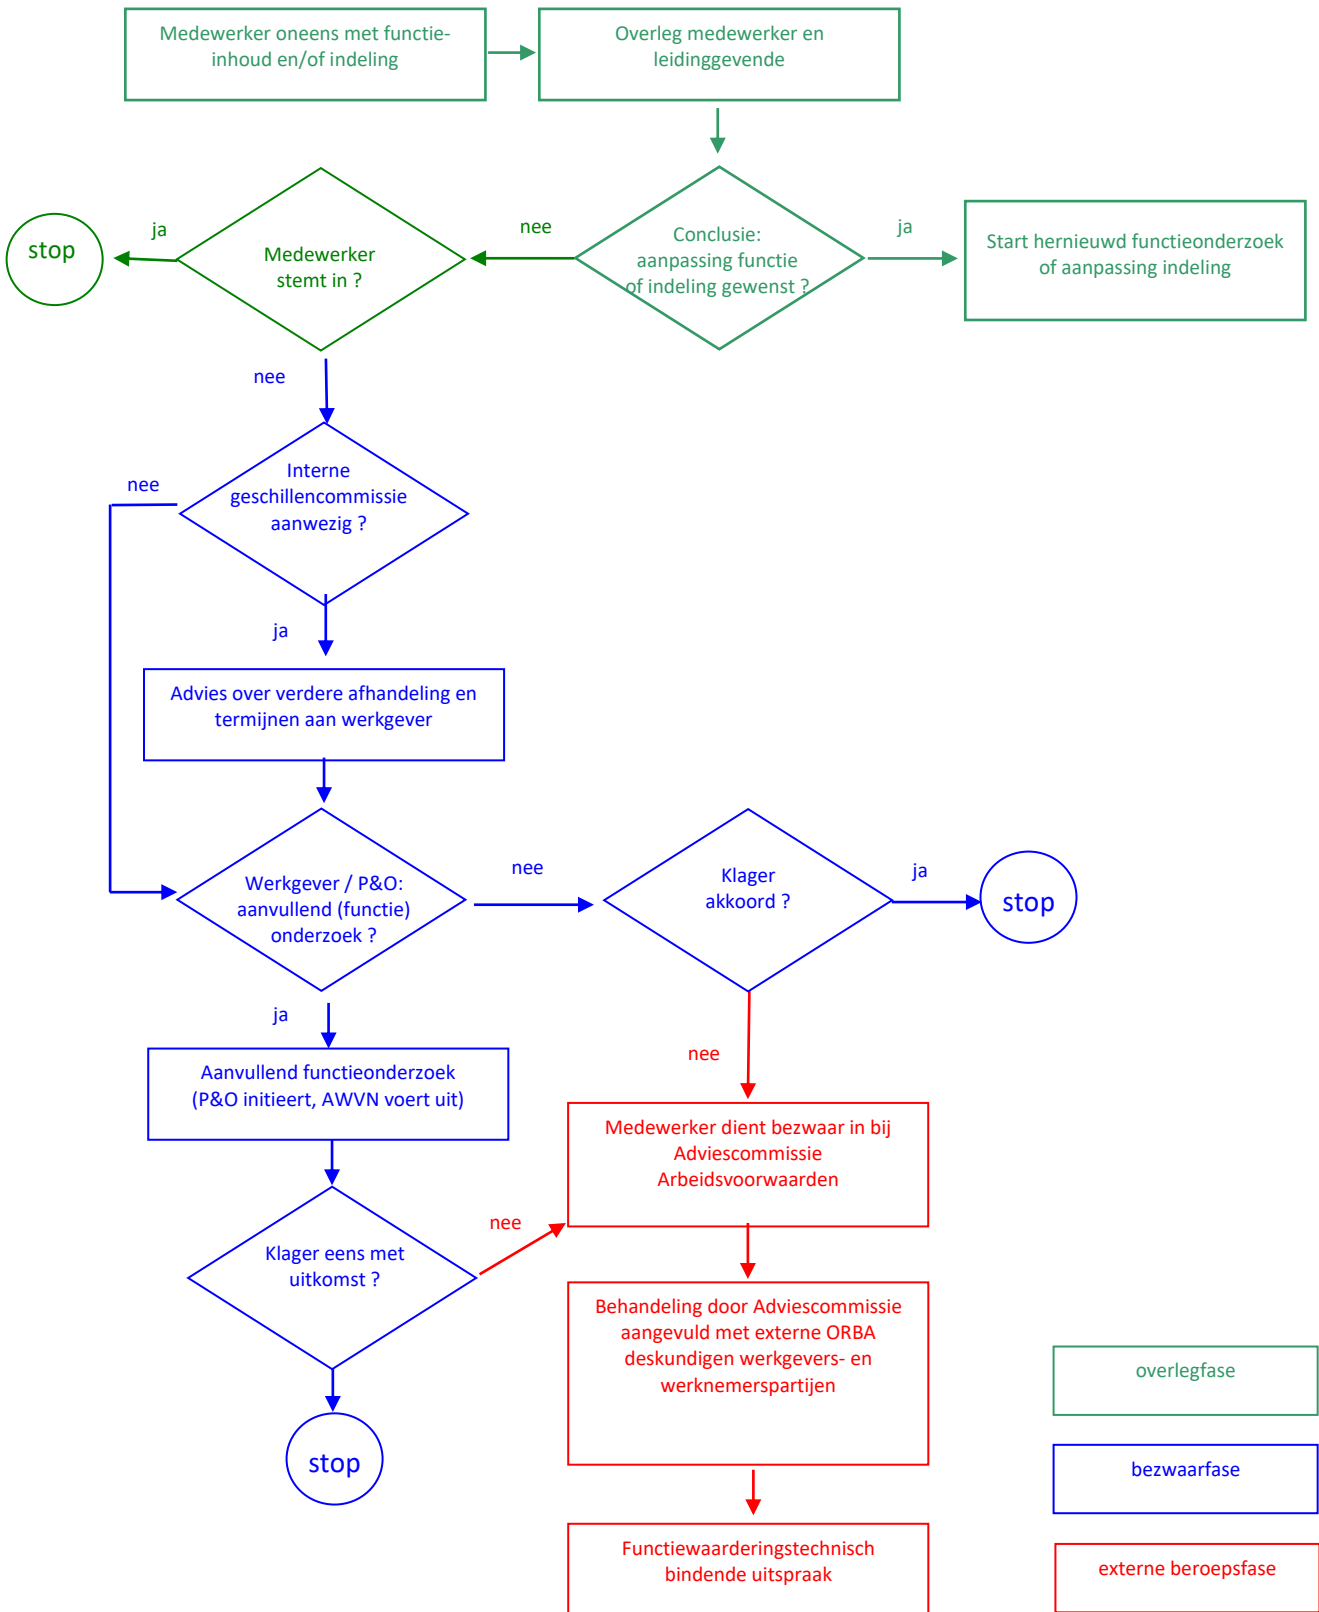 Medewerker oneens met functie-
inhoud en/of indeling
Overleg medewerker en
leidinggevende
stop
ja
Medewerker
stemt in ?
nee
Conclusie:
aanpassing functie
of indeling gewenst ?
ja
Start hernieuwd functieonderzoek
of aanpassing indeling
nee
nee
Interne
geschillencommissie
aanwezig ?
ja
Advies over verdere afhandeling en
termijnen aan werkgever
Werkgever / P&O:
aanvullend (functie)
onderzoek ?
nee
Klager
akkoord ?
ja
stop
ja
nee
Aanvullend functieonderzoek
(P&O initieert, AWVN voert uit)
Medewerker dient bezwaar in bij
Adviescommissie
Arbeidsvoorwaarden
Klager eens met
uitkomst ?
nee
Behandeling door Adviescommissie
aangevuld met externe ORBA
deskundigen werkgevers- en
werknemerspartijen
stop
Functiewaarderingstechnisch
bindende uitspraak
overlegfase
bezwaarfase
externe beroepsfase